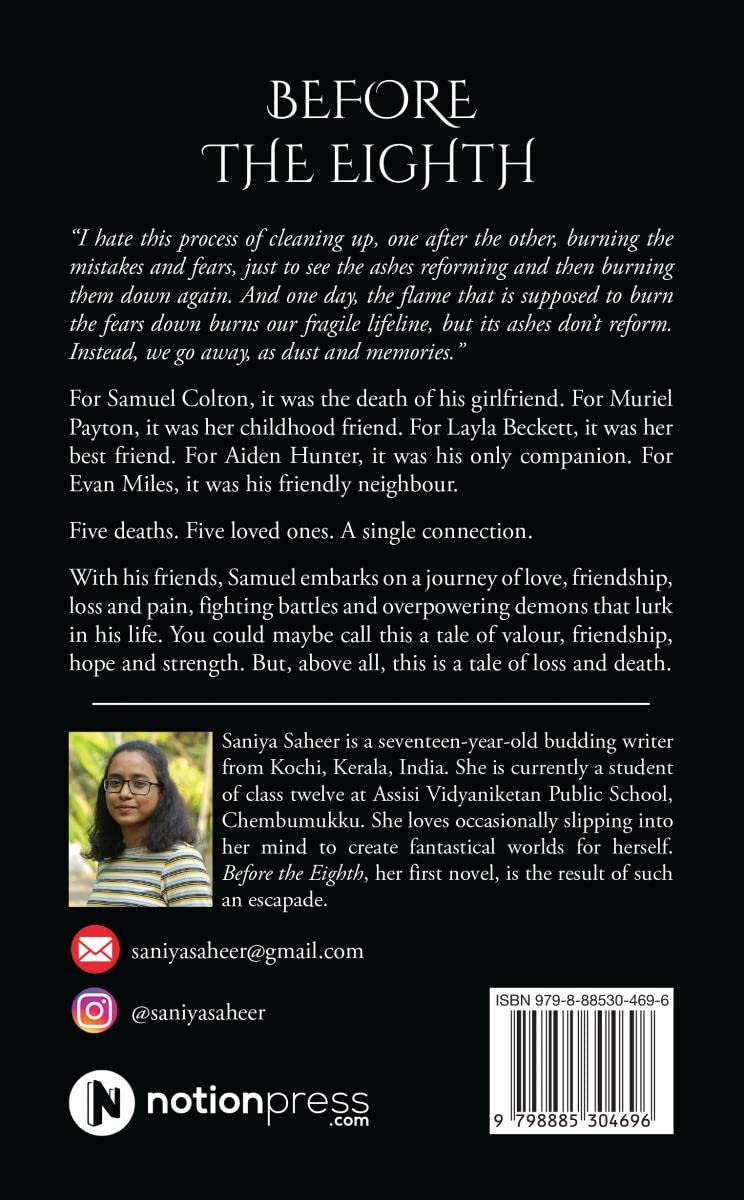 BEFORE
THE EIGHTH
“I hate this process of cleaning up, one after the other, burning the
mistakes and fears, just to see the ashes reforming and then burning
them down again. And one day, the flame that is supposed to burn
the fears down burns our fragile lifeline, but its ashes don’t reform.
Instead, we go away, as dust and memories.”
For Samuel Colton, it was the death of his girlfriend. For Muriel
Payton, it was her childhood friend. For Layla Beckett, it was her
best friend. For Aiden Hunter, it was his only companion. For
Evan Miles, it was his friendly neighbour.
Five deaths. Five loved ones. A single connection.
With his friends, Samuel embarks on a journey of love, friendship,
loss and pain, fighting battles and overpowering demons that lurk
in his life. You could maybe call this a tale of valour, friendship,
hope and strength. But, above all, this is a tale of loss and death.
Saniya Saheer is a seventeen-year-old budding writer
from Kochi, Kerala, India. She is currently a student
of class twelve at Assisi Vidyaniketan Public School,
Chembumukku. She loves occasionally slipping into
her mind to create fantastical worlds for herself.
Before the Eighth, her first novel, is the result of such
an escapade.
saniyasaheer@gmail.com
@saniyasaheer
N notionpress
.com
ISBN 979-8-88530-469-6
9 798885 304696